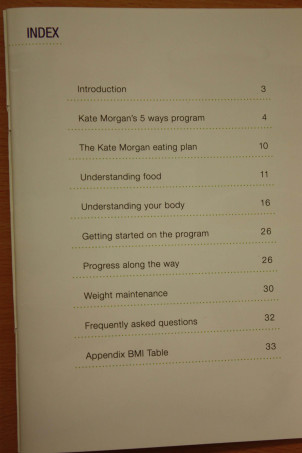 INDEX
Introduction 3
Kate Morgan's 5 ways program 4
The Kate Morgan eating plan 10
Understanding food 11
Understanding your body 16
Getting started on the program 26
Progress along the way 26
Weight maintenance 30
Frequently asked questions 32
Appendix BMI Table 33